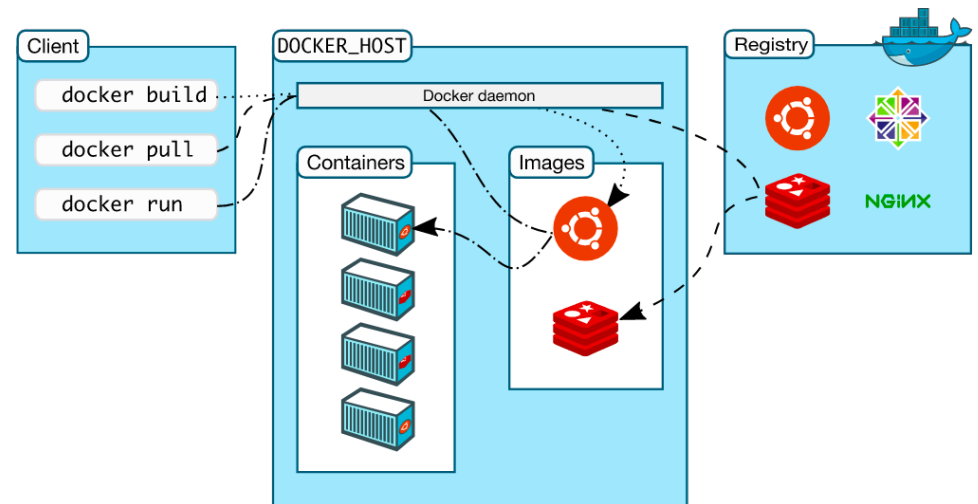 Client
docker build
docker pull
docker run
DOCKER_HOST
Docker daemon
Containers
Images
Registry
NGINX